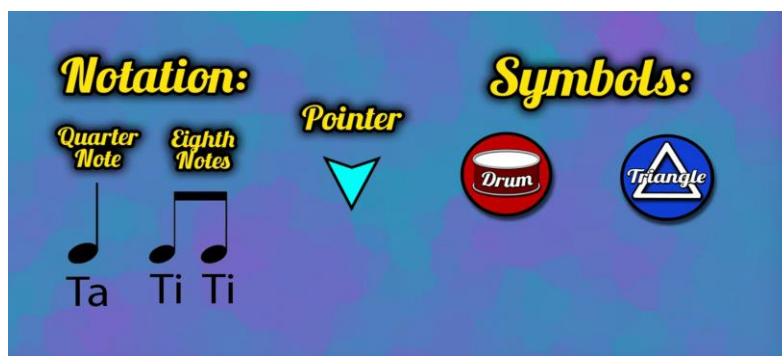 Notation:
Symbols:
Pointer
Quarter
Note
Eighth
Notes
Drum
Triangle
Ta
Ti Ti